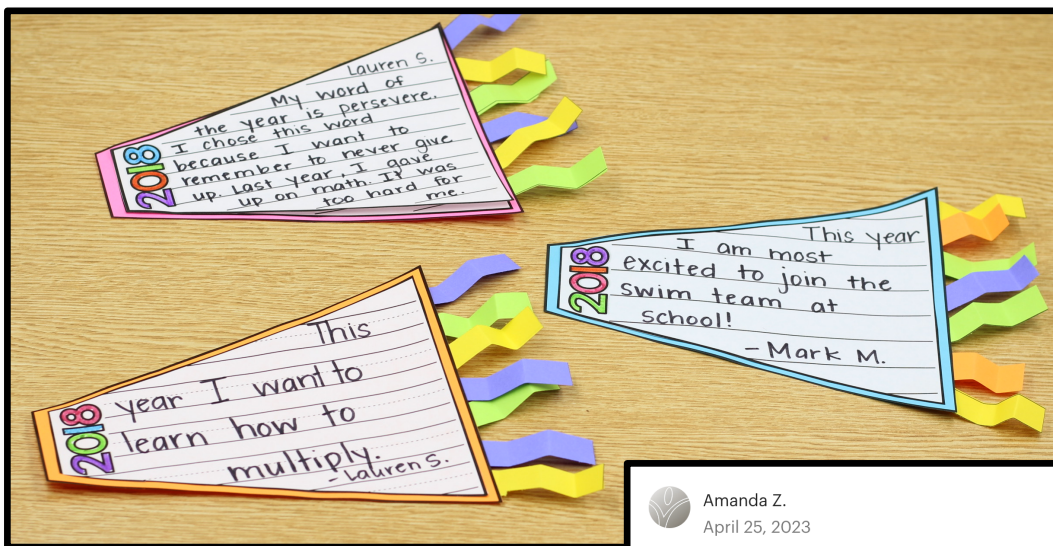 Lauren S.
My word of
the year is persevere.
I chose this word
because I want to
remember to never give
up. Last year, I gave
up on math. It was
too hard for
me.
2018
This year
I am most
excited to join the
swim team at
school!
- Mark M.
2018
This
year I want to
learn how to
multiply.
- Lauren S.
2018
Amanda Z.
April 25, 2023